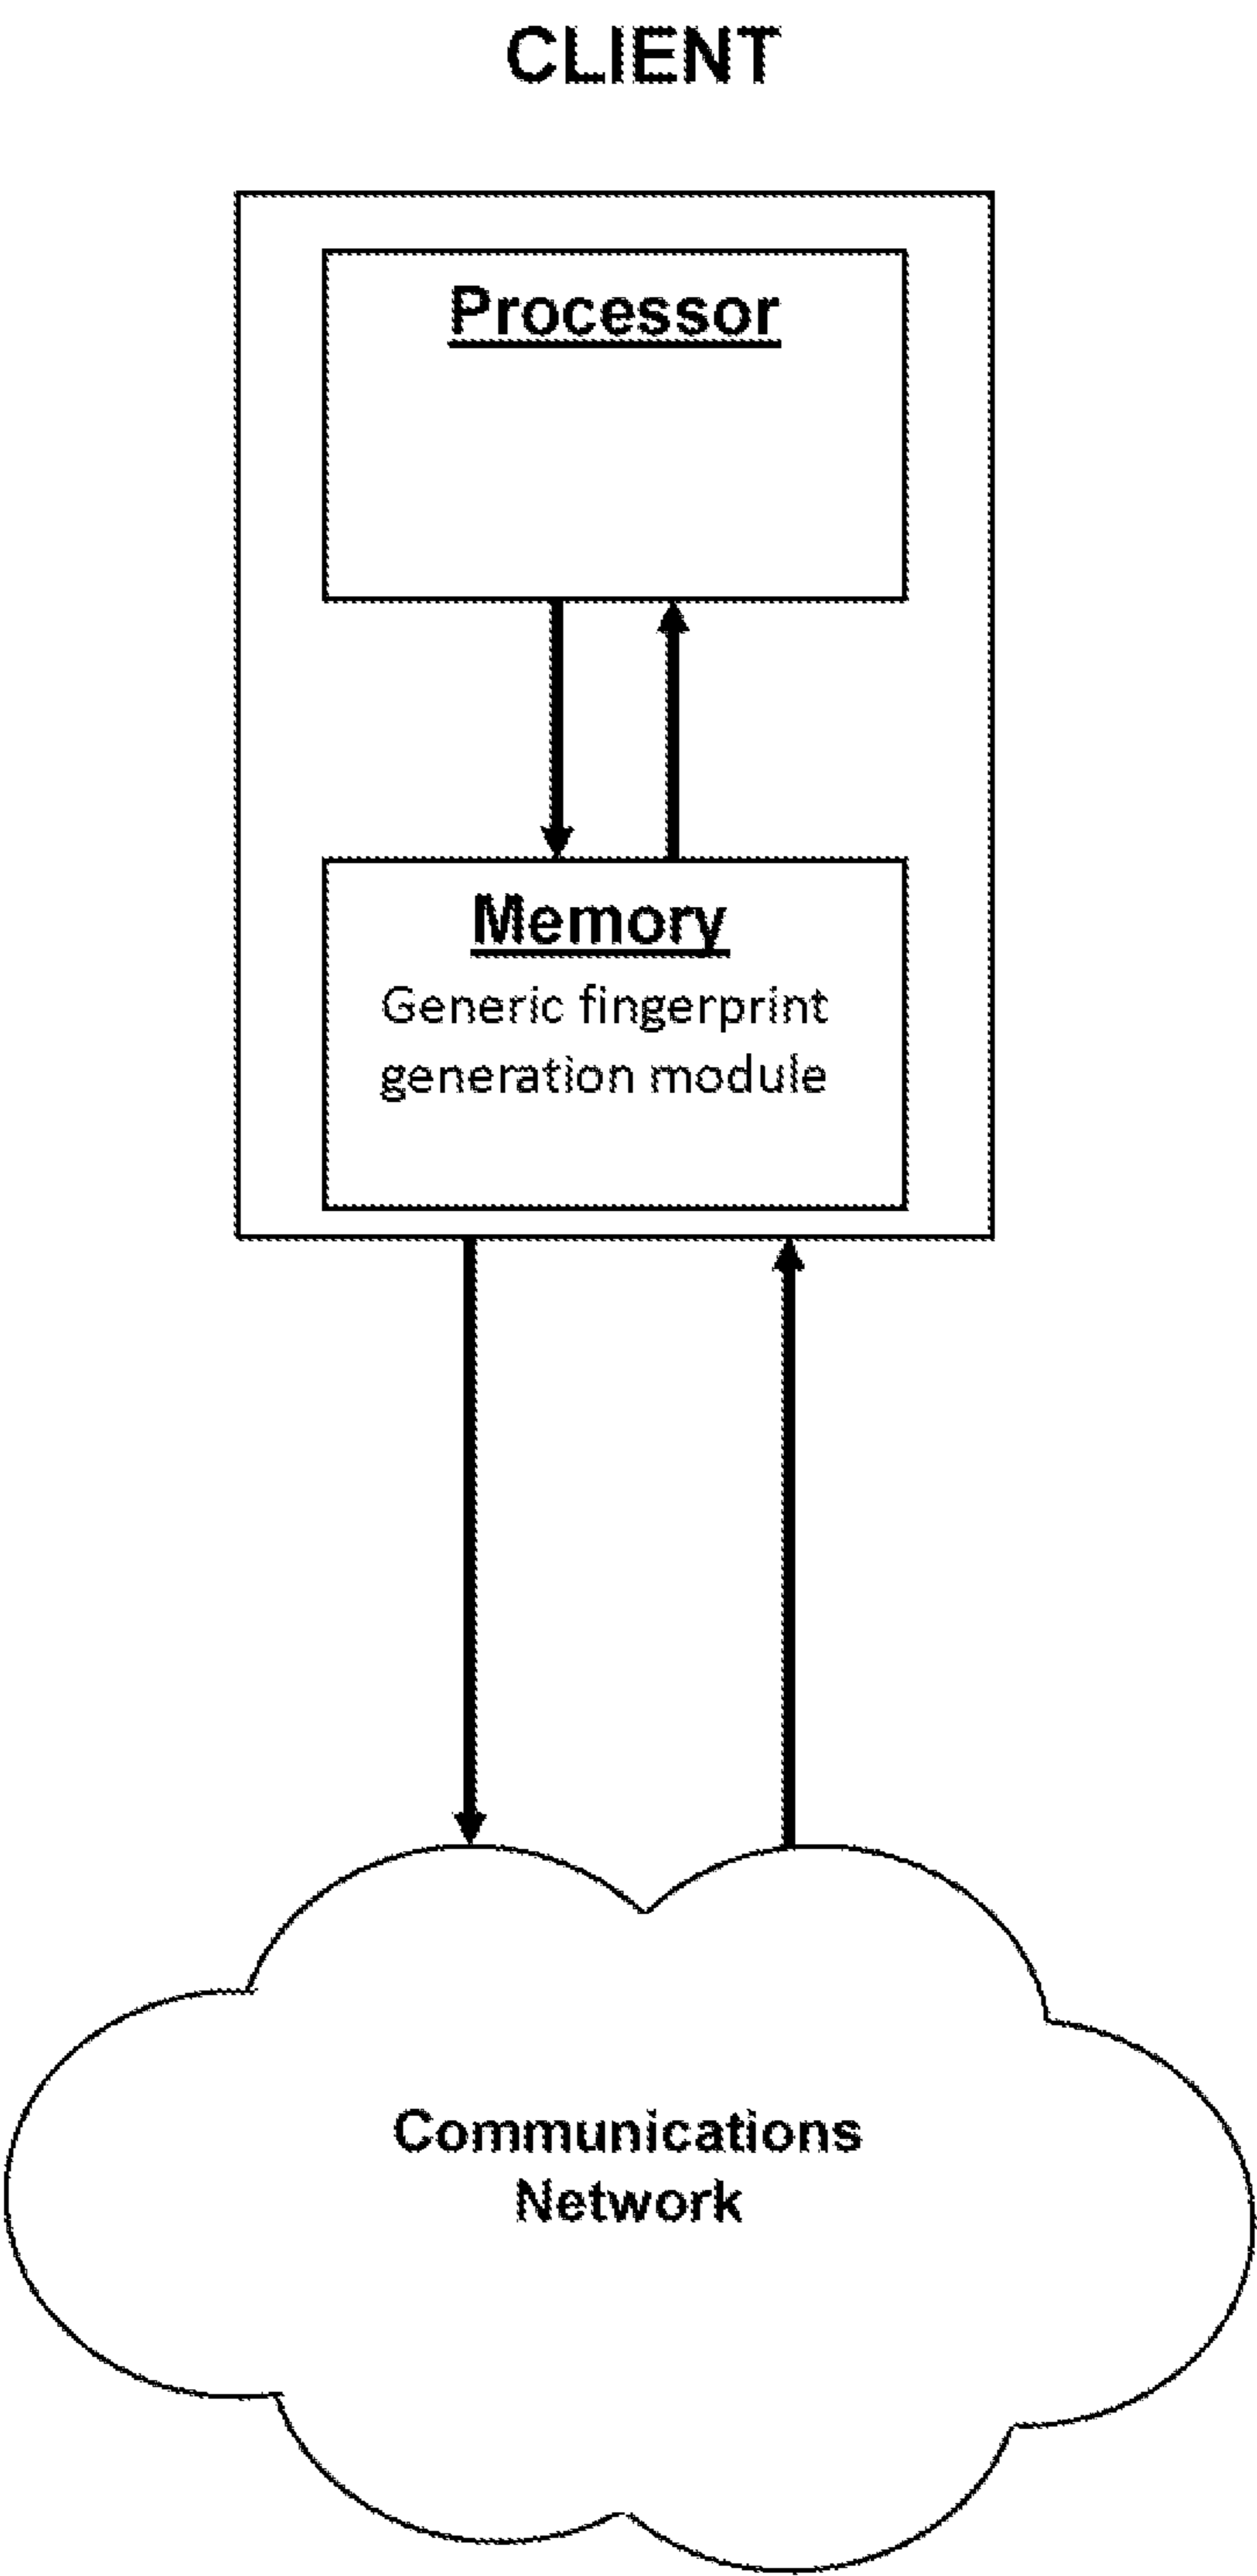 CLIENT
Processor
Memory
Generic fingerprint
generation module
Communications
Network